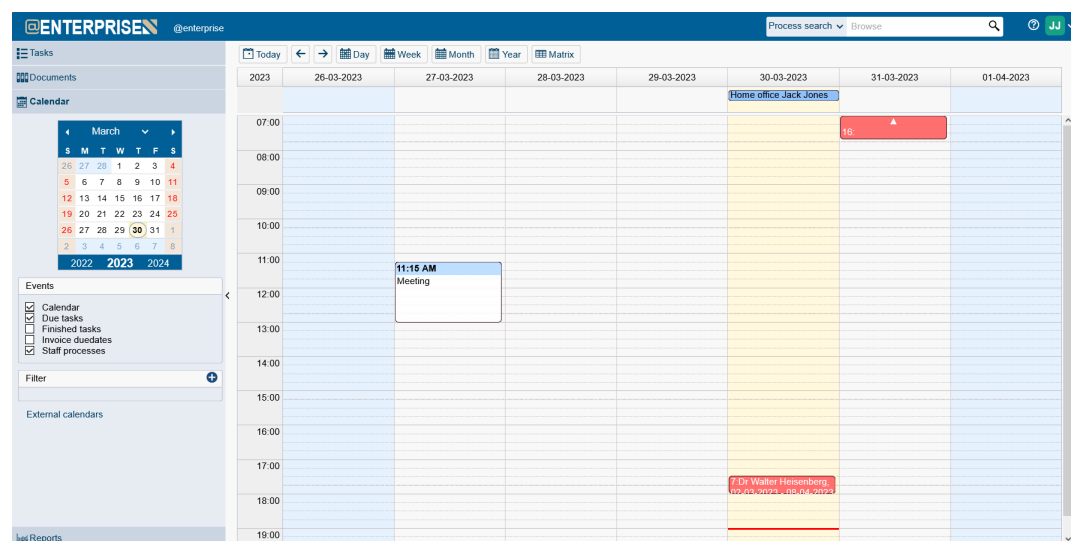 @ENTERPRISE @enterprise Process search Browse JJ
Tasks
Documents
Calendar
March
S M T W T F S
26 27 28 1 2 3 4
5 6 7 8 9 10 11
12 13 14 15 16 17 18
19 20 21 22 23 24 25
26 27 28 29 30 31 1
2 3 4 5 6 7 8
2022 2023 2024
Events
Calendar
Due tasks
Finished tasks
Invoice duedates
Staff processes
Filter
External calendars
Reports
Today Day Week Month Year Matrix
2023 26-03-2023 27-03-2023 28-03-2023 29-03-2023 30-03-2023 31-03-2023 01-04-2023
Home office Jack Jones
07:00
16:
08:00
09:00
10:00
11:00
11:15 AM
Meeting
12:00
13:00
14:00
15:00
16:00
17:00
7:Dr Walter Heisenberg,
02-03-2023 - 08-04-2023
18:00
19:00